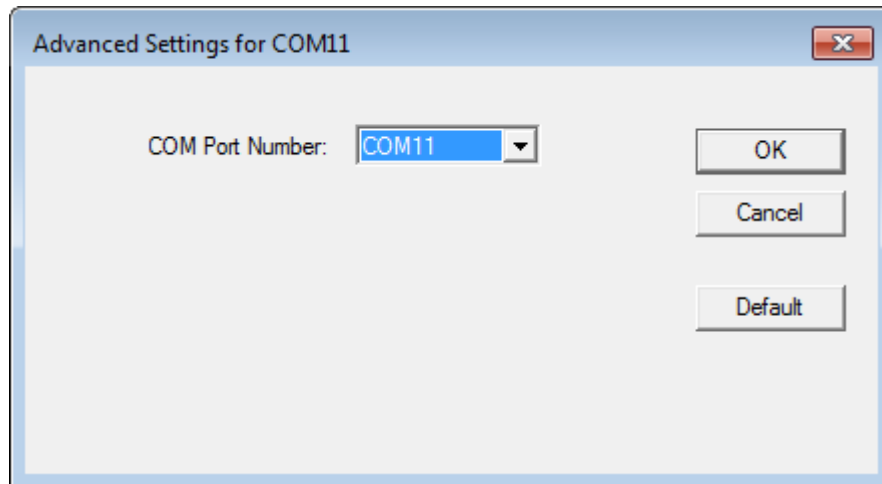 Advanced Settings for COM11
COM Port Number: COM11
OK
Cancel
Default